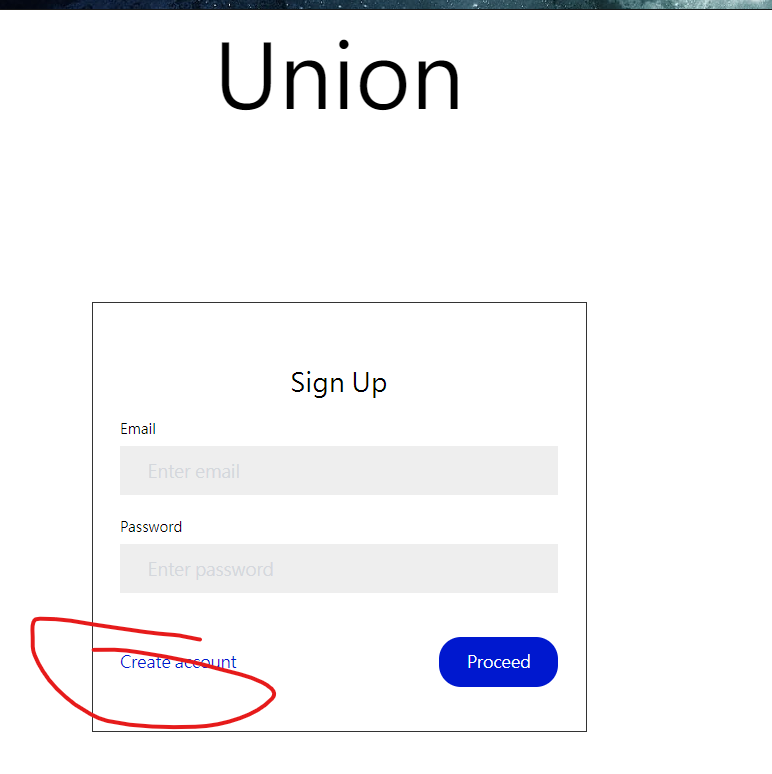 Union
Sign Up
Email
Enter email
Password
Enter password
Create account
Proceed